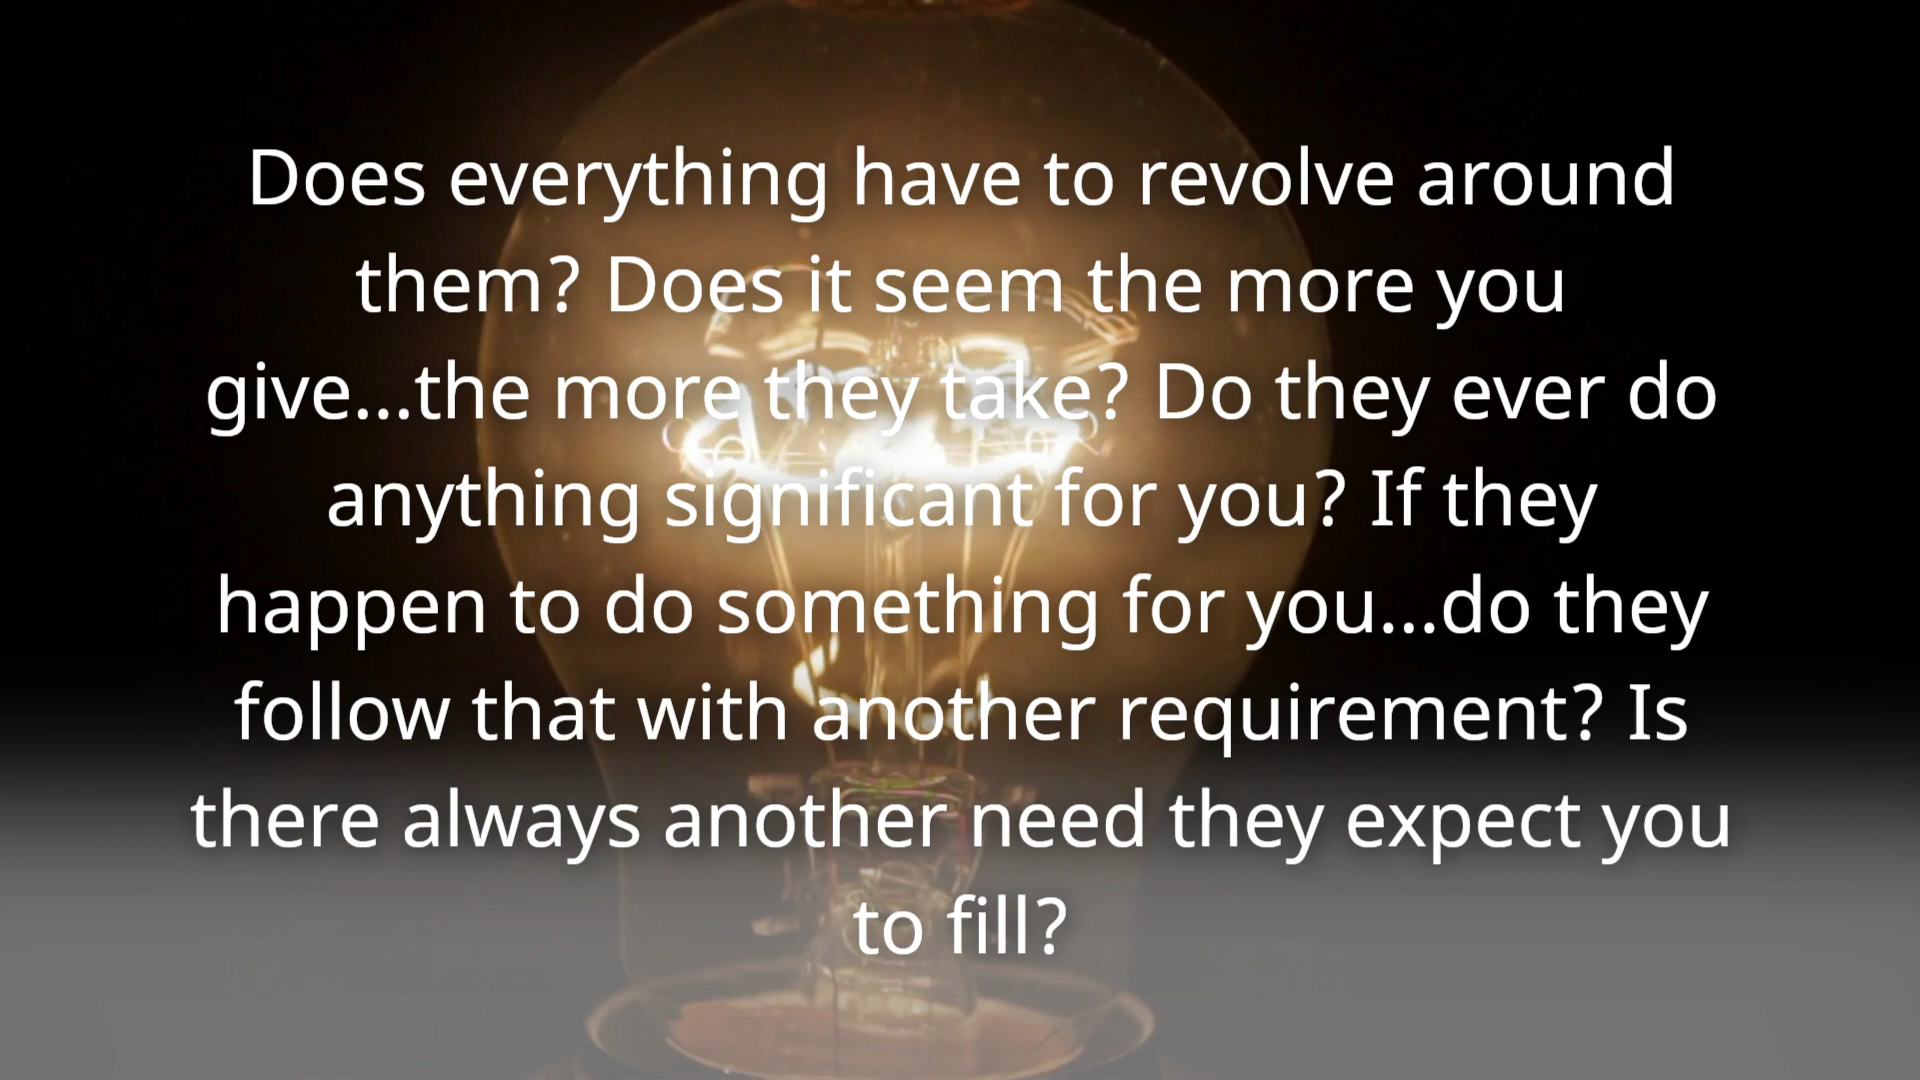 Does everything have to revolve around
them? Does it seem the more you
give...the more they take? Do they ever do
anything significant for you? If they
happen to do something for you...do they
follow that with another requirement? Is
there always another need they expect you
to fill?